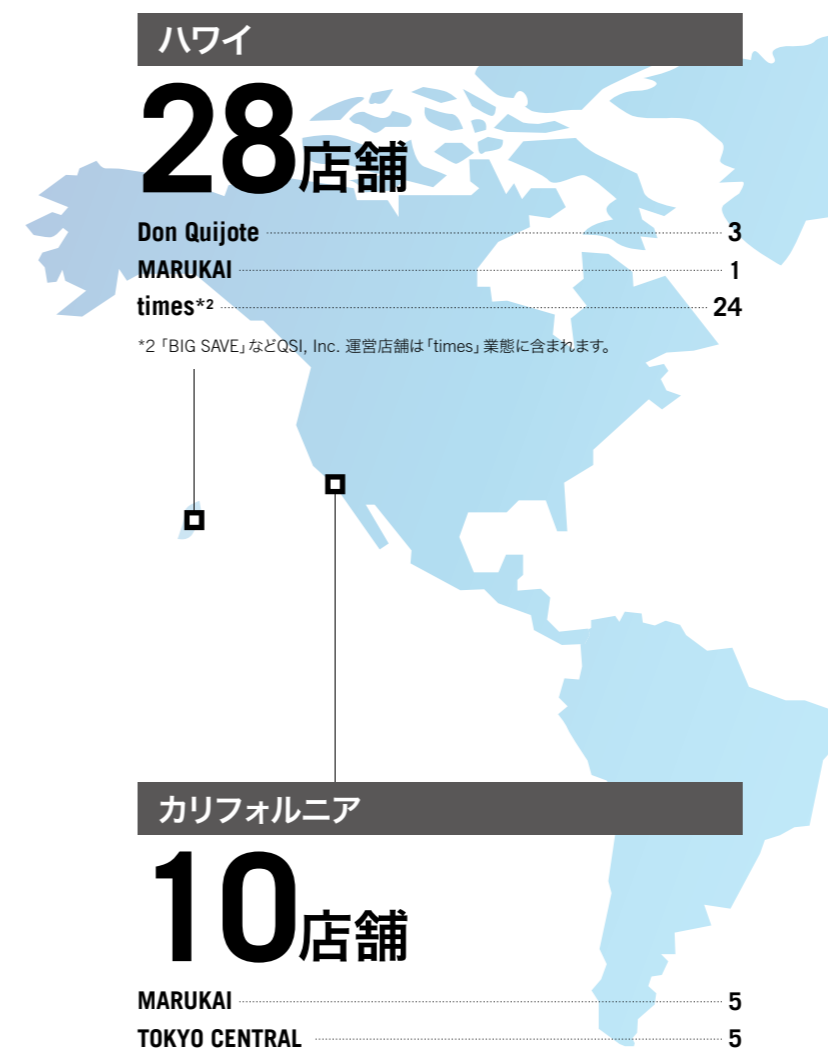 ハワイ
28店舗
Don Quijote 3
MARUKAI 1
times*2 24
*2 「BIG SAVE」などQSI, Inc. 運営店舗は「times」業態に含まれます。
カリフォルニア
10店舗
MARUKAI 5
TOKYO CENTRAL 5